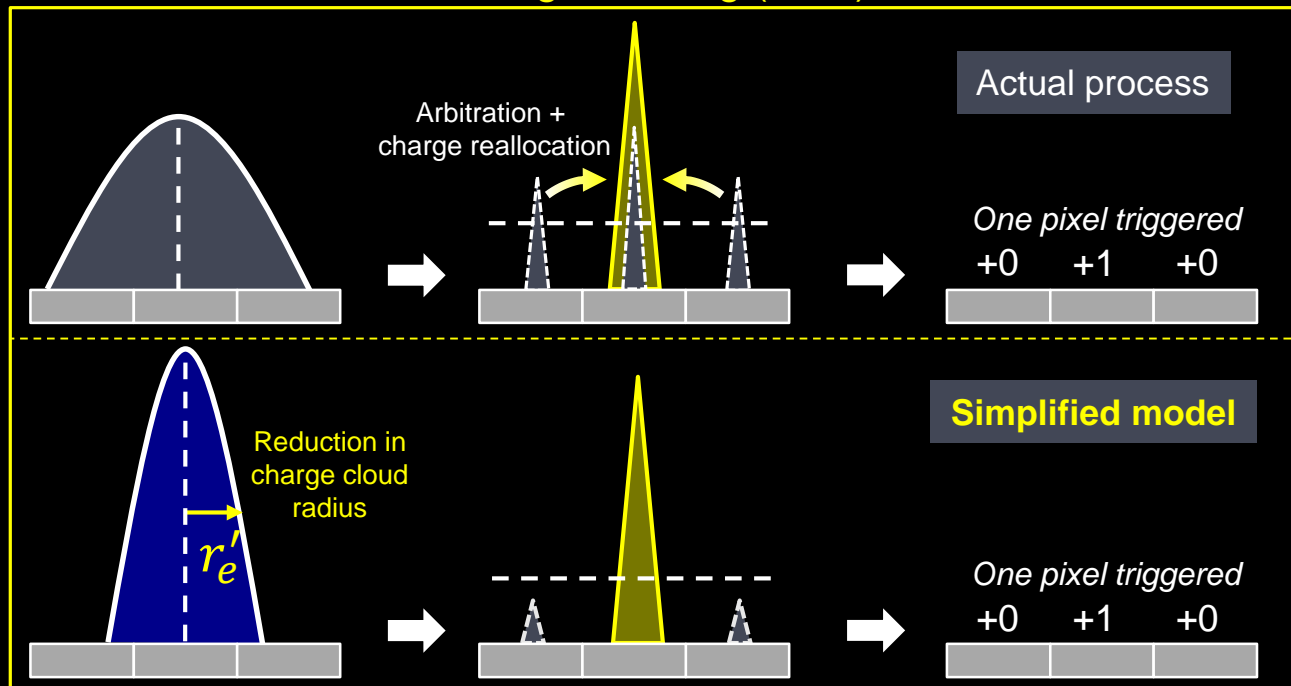 Actual process
Arbitration +
charge reallocation
One pixel triggered
+0 +1 +0
Simplified model
Reduction in
charge cloud
radius
r_e′
One pixel triggered
+0 +1 +0